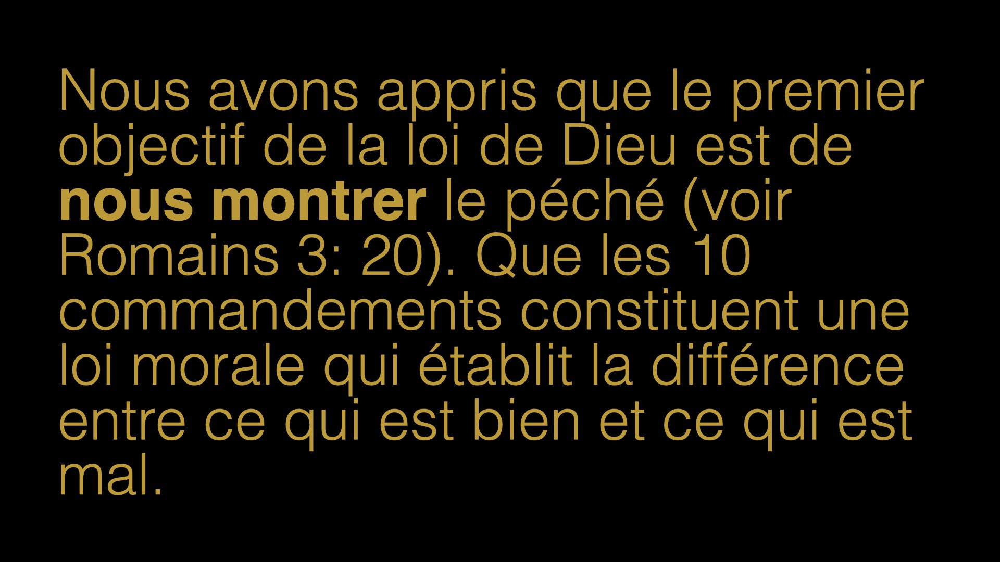 Nous avons appris que le premier
objectif de la loi de Dieu est de
nous montrer le péché (voir
Romains 3: 20). Que les 10
commandements constituent une
loi morale qui établit la différence
entre ce qui est bien et ce qui est
mal.